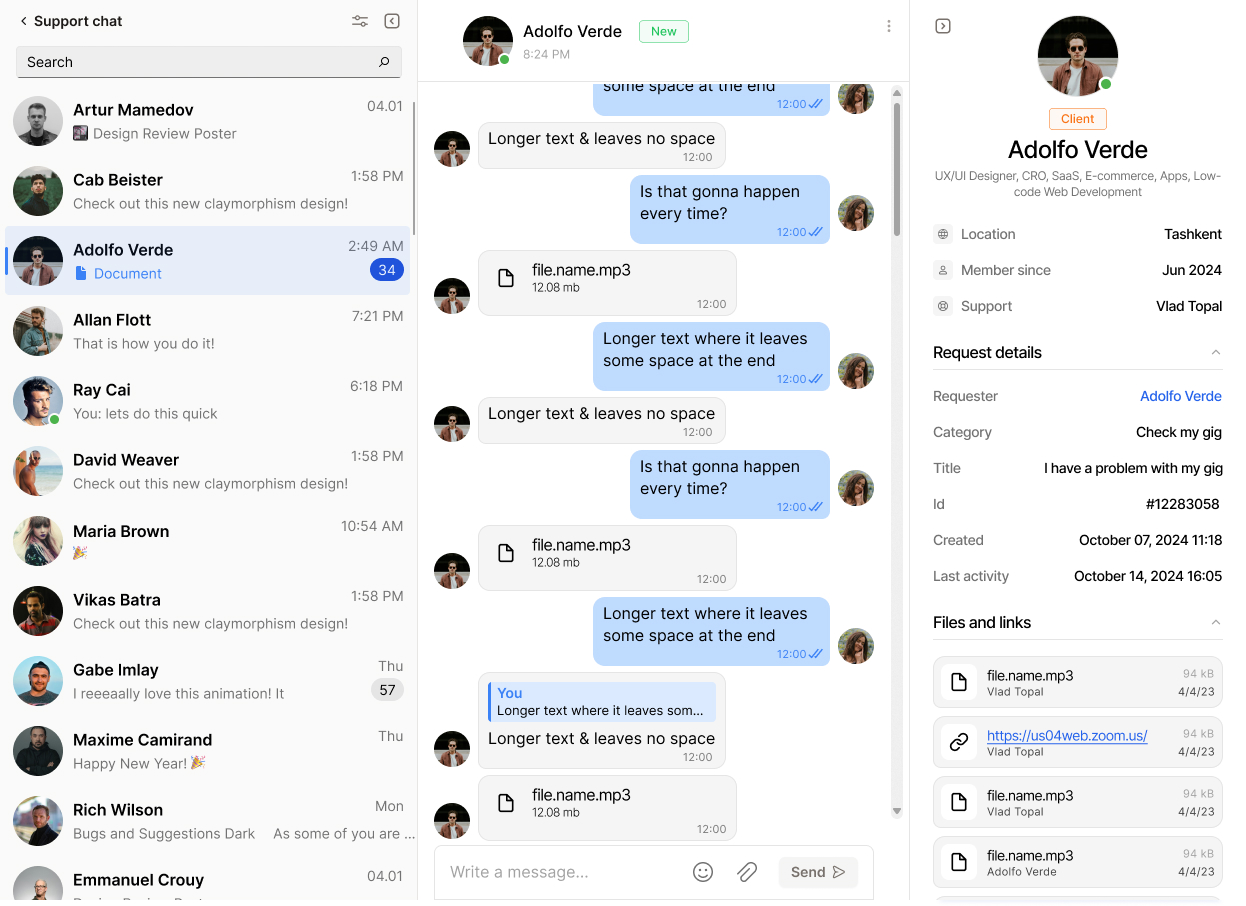 Support chat
Search
Artur Mamedov
04.01
Design Review Poster
Cab Beister
1:58 PM
Check out this new claymorphism design!
Adolfo Verde
2:49 AM
Document
34
Allan Flott
7:21 PM
That is how you do it!
Ray Cai
6:18 PM
You: lets do this quick
David Weaver
1:58 PM
Check out this new claymorphism design!
Maria Brown
10:54 AM
🎉
Vikas Batra
1:58 PM
Check out this new claymorphism design!
Gabe Imlay
Thu
I reeeaally love this animation! It
57
Maxime Camirand
Thu
Happy New Year! 🎉
Rich Wilson
Mon
Bugs and Suggestions Dark As some of you are ...
Emmanuel Crouy
04.01
Adolfo Verde
New
8:24 PM
some space at the end
12:00
Longer text & leaves no space
12:00
Is that gonna happen
every time?
12:00
file.name.mp3
12.08 mb
12:00
Longer text where it leaves
some space at the end
12:00
Longer text & leaves no space
12:00
Is that gonna happen
every time?
12:00
file.name.mp3
12.08 mb
12:00
Longer text where it leaves
some space at the end
12:00
You
Longer text where it leaves som...
Longer text & leaves no space
12:00
file.name.mp3
12.08 mb
12:00
Write a message...
Send
Client
Adolfo Verde
UX/UI Designer, CRO, SaaS, E-commerce, Apps, Low-
code Web Development
Location
Tashkent
Member since
Jun 2024
Support
Vlad Topal
Request details
Requester
Adolfo Verde
Category
Check my gig
Title
I have a problem with my gig
Id
#12283058
Created
October 07, 2024 11:18
Last activity
October 14, 2024 16:05
Files and links
file.name.mp3
94 kB
Vlad Topal
4/4/23
https://us04web.zoom.us/
94 kB
Vlad Topal
4/4/23
file.name.mp3
94 kB
Vlad Topal
4/4/23
file.name.mp3
94 kB
Adolfo Verde
4/4/23